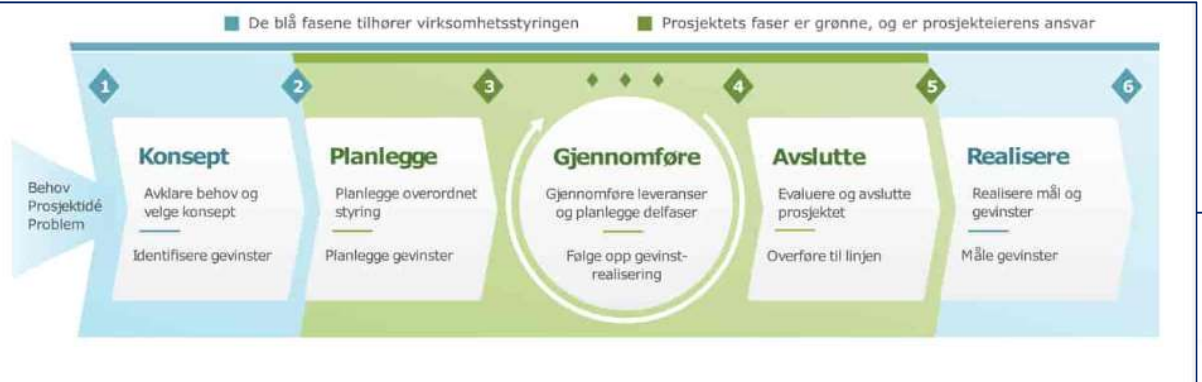 De blå fasene tilhører virksomhetsstyringen
Prosjektets faser er grønne, og er prosjekteierens ansvar
1
2
3
4
5
6
Behov
Prosjektidé
Problem
Konsept
Avklare behov og
velge konsept
Identifisere gevinster
Planlegge
Planlegge overordnet
styring
Planlegge gevinster
Gjennomføre
Gjennomføre leveranser
og planlegge delfaser
Følge opp gevinst-
realisering
Avslutte
Evaluere og avslutte
prosjektet
Overføre til linjen
Realisere
Realisere mål og
gevinster
Måle gevinster